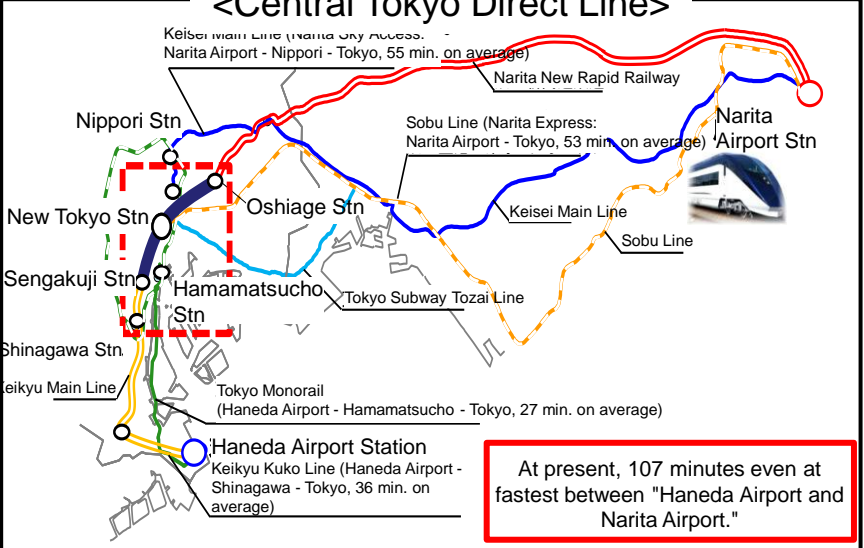 <Central Tokyo Direct Line>
Keisei Main Line (Narita Sky Access:
Narita Airport - Nippori - Tokyo, 55 min. on average)
Narita New Rapid Railway
Nippori Stn
Sobu Line (Narita Express:
Narita Airport - Tokyo, 53 min. on average)
Narita
Airport Stn
New Tokyo Stn
Oshiage Stn
Keisei Main Line
Sobu Line
Sengakuji Stn
Hamamatsucho
Stn
Tokyo Subway Tozai Line
Shinagawa Stn
Keikyu Main Line
Tokyo Monorail
(Haneda Airport - Hamamatsucho - Tokyo, 27 min. on average)
Haneda Airport Station
Keikyu Kuko Line (Haneda Airport -
Shinagawa - Tokyo, 36 min. on
average)
At present, 107 minutes even at
fastest between "Haneda Airport and
Narita Airport."